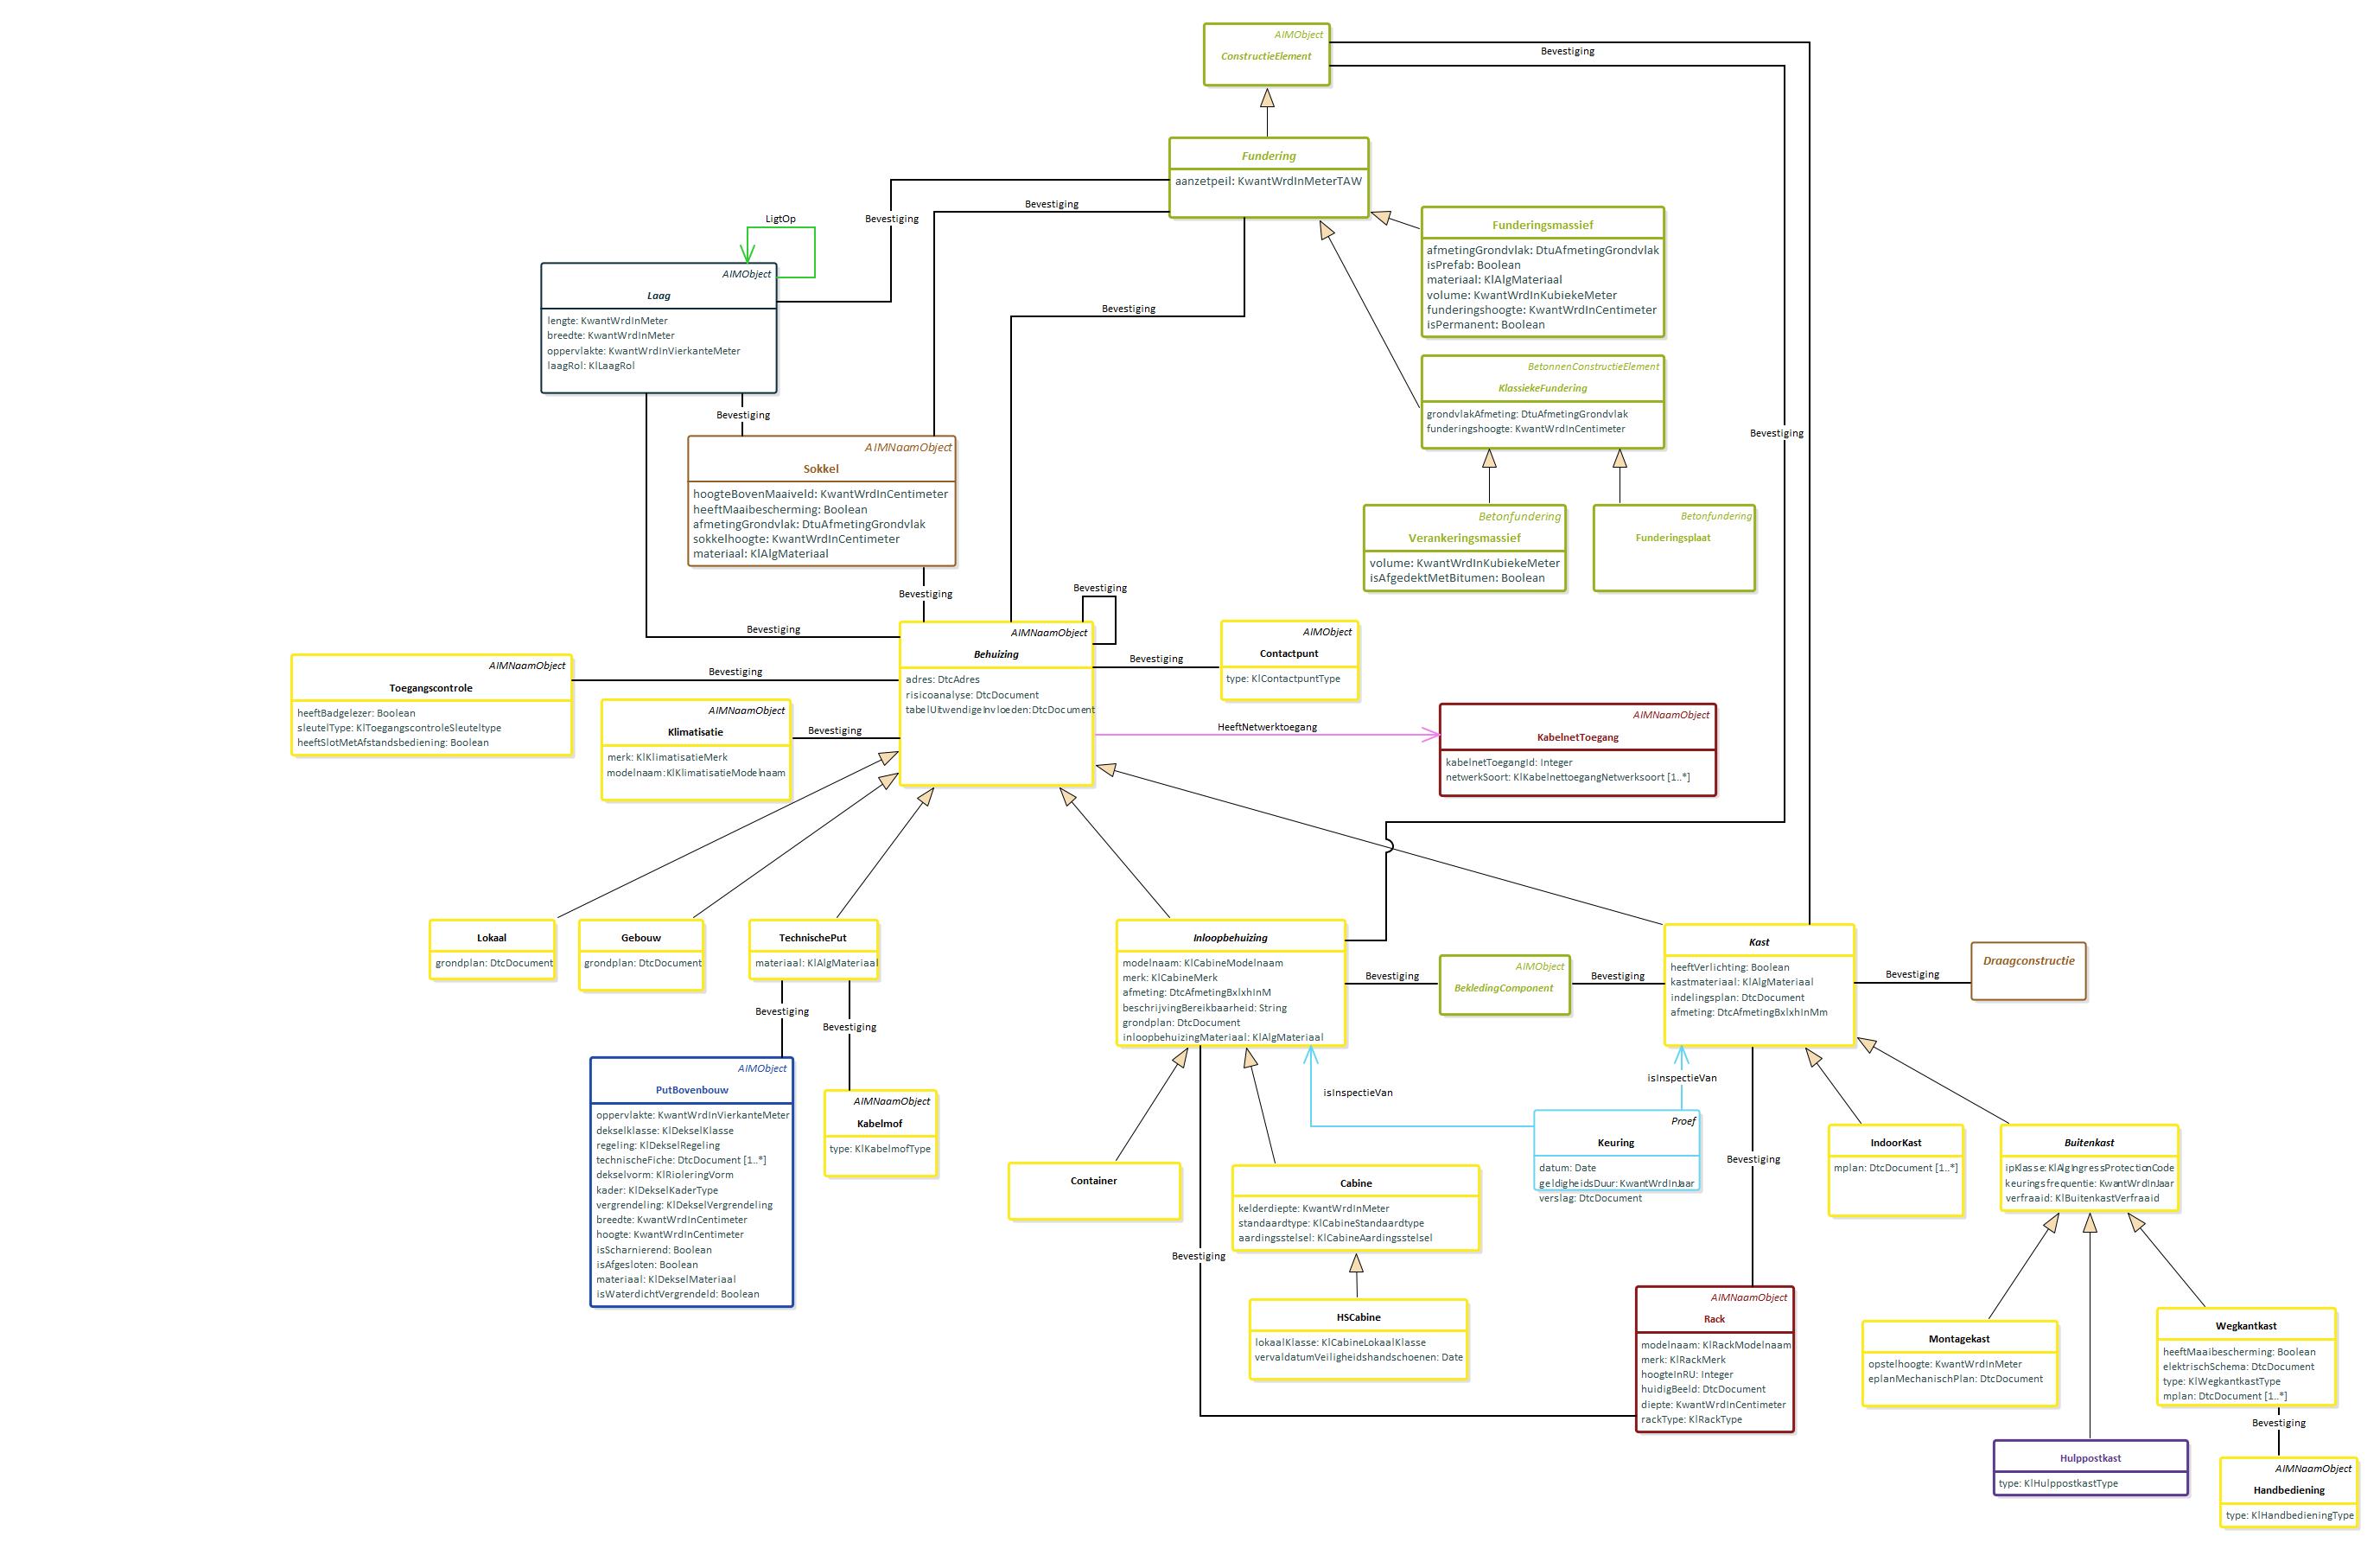 AIMObject
ConstructieElement
Bevestiging
Fundering
aanzetpeil: KwantWrdInMeterTAW
Bevestiging
Bevestiging
LigtOp
Funderingsmassief
afmetingGrondvlak: DtuAfmetingGrondvlak
isPrefab: Boolean
materiaal: KlAlgMateriaal
volume: KwantWrdInKubiekeMeter
funderingshoogte: KwantWrdInCentimeter
isPermanent: Boolean
AIMObject
Laag
lengte: KwantWrdInMeter
breedte: KwantWrdInMeter
oppervlakte: KwantWrdInVierkanteMeter
laagRol: KlLaagRol
Bevestiging
BetonnenConstructieElement
KlassiekeFundering
grondvlakAfmeting: DtuAfmetingGrondvlak
funderingshoogte: KwantWrdInCentimeter
Bevestiging
Bevestiging
AIMNaamObject
Sokkel
hoogteBovenMaaiveld: KwantWrdInCentimeter
heeftMaaibescherming: Boolean
afmetingGrondvlak: DtuAfmetingGrondvlak
sokkelhoogte: KwantWrdInCentimeter
materiaal: KlAlgMateriaal
Betonfundering
Verankeringsmassief
volume: KwantWrdInKubiekeMeter
isAfgedektMetBitumen: Boolean
Betonfundering
Funderingsplaat
Bevestiging
Bevestiging
Bevestiging
AIMNaamObject
Behuizing
adres: DtcAdres
risicoanalyse: DtcDocument
tabelUitwendigeInvloeden:DtcDocument
Bevestiging
AIMObject
Contactpunt
type: KlContactpuntType
AIMNaamObject
Toegangscontrole
heeftBadgelezer: Boolean
sleutelType: KlToegangscontroleSleuteltype
heeftSlotMetAfstandsbediening: Boolean
Bevestiging
AIMNaamObject
Klimatisatie
merk: KlKlimatisatieMerk
modelnaam:KlKlimatisatieModelnaam
Bevestiging
HeeftNetwerktoegang
AIMNaamObject
KabelnetToegang
kabelnetToegangId: Integer
netwerkSoort: KlKabelnettoegangNetwerksoort [1..*]
Lokaal
grondplan: DtcDocument
Gebouw
grondplan: DtcDocument
TechnischePut
materiaal: KlAlgMateriaal
Inloopbehuizing
modelnaam: KlCabineModelnaam
merk: KlCabineMerk
afmeting: DtcAfmetingBxlxhInM
beschrijvingBereikbaarheid: String
grondplan: DtcDocument
inloopbehuizingMateriaal: KlAlgMateriaal
Bevestiging
AIMObject
BekledingComponent
Bevestiging
Kast
heeftVerlichting: Boolean
kastmateriaal: KlAlgMateriaal
indelingsplan: DtcDocument
afmeting: DtcAfmetingBxlxhInMm
Bevestiging
Draagconstructie
Bevestiging
Bevestiging
AIMObject
PutBovenbouw
oppervlakte: KwantWrdInVierkanteMeter
dekselklasse: KlDekselKlasse
regeling: KlDekselRegeling
technischeFiche: DtcDocument [1..*]
dekselvorm: KlRioleringVorm
kader: KlDekselKaderType
vergrendeling: KlDekselVergrendeling
breedte: KwantWrdInCentimeter
hoogte: KwantWrdInCentimeter
isScharnierend: Boolean
isAfgesloten: Boolean
materiaal: KlDekselMateriaal
isWaterdichtVergrendeld: Boolean
AIMNaamObject
Kabelmof
type: KlKabelmofType
isInspectieVan
isInspectieVan
Proef
Keuring
datum: Date
geldigheidsDuur: KwantWrdInJaar
verslag: DtcDocument
Bevestiging
Container
Cabine
kelderdiepte: KwantWrdInMeter
standaardtype: KlCabineStandaardtype
aardingsstelsel: KlCabineAardingsstelsel
Bevestiging
HSCabine
lokaalKlasse: KlCabineLokaalKlasse
vervaldatumVeiligheidshandschoenen: Date
AIMNaamObject
Rack
modelnaam: KlRackModelnaam
merk: KlRackMerk
hoogteInRU: Integer
huidigBeeld: DtcDocument
diepte: KwantWrdInCentimeter
rackType: KlRackType
IndoorKast
mplan: DtcDocument [1..*]
Buitenkast
ipKlasse: KlAlgIngressProtectionCode
keuringsfrequentie: KwantWrdInJaar
verfraaid: KlBuitenkastVerfraaid
Montagekast
opstelhoogte: KwantWrdInMeter
eplanMechanischPlan: DtcDocument
Wegkantkast
heeftMaaibescherming: Boolean
elektrischSchema: DtcDocument
type: KlWegkantkastType
mplan: DtcDocument [1..*]
Bevestiging
Hulppostkast
type: KlHulppostkastType
AIMNaamObject
Handbediening
type: KlHandbedieningType